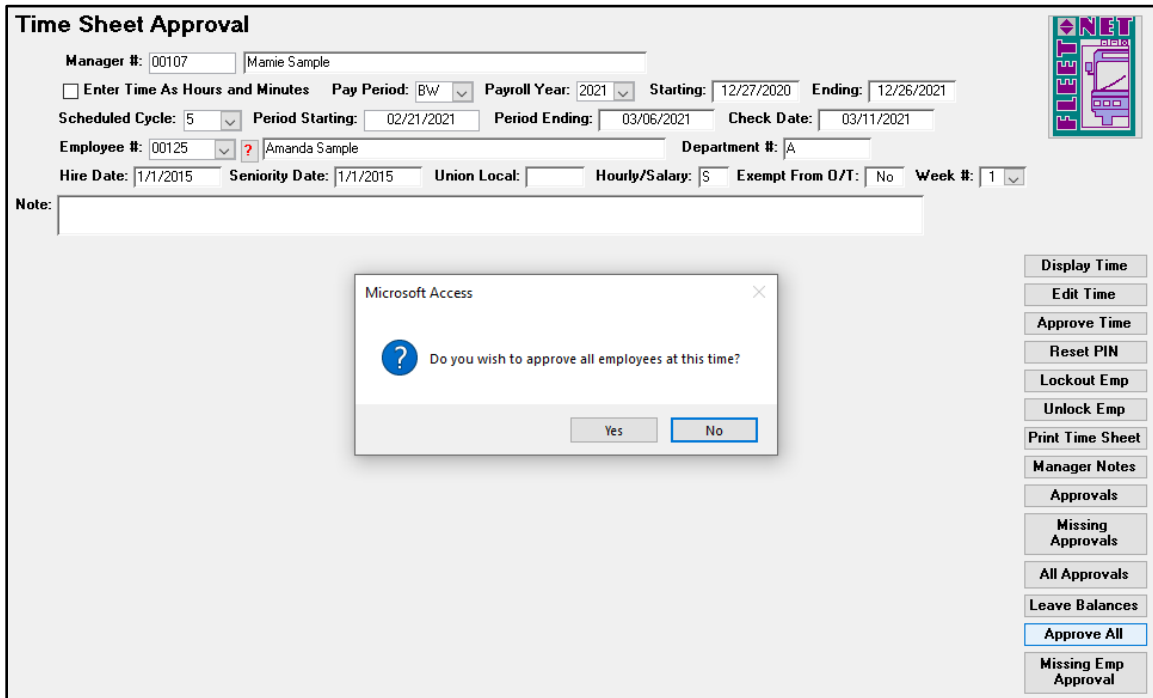 Time Sheet Approval
FLEET NET
Manager #: 00107 Mamie Sample
Enter Time As Hours and Minutes Pay Period: BW Payroll Year: 2021 Starting: 12/27/2020 Ending: 12/26/2021
Scheduled Cycle: 5 Period Starting: 02/21/2021 Period Ending: 03/06/2021 Check Date: 03/11/2021
Employee #: 00125 ? Amanda Sample Department #: A
Hire Date: 1/1/2015 Seniority Date: 1/1/2015 Union Local: Hourly/Salary: S Exempt From O/T: No Week #: 1
Note:
Microsoft Access
? Do you wish to approve all employees at this time?
Yes No
Display Time
Edit Time
Approve Time
Reset PIN
Lockout Emp
Unlock Emp
Print Time Sheet
Manager Notes
Approvals
Missing
Approvals
All Approvals
Leave Balances
Approve All
Missing Emp
Approval